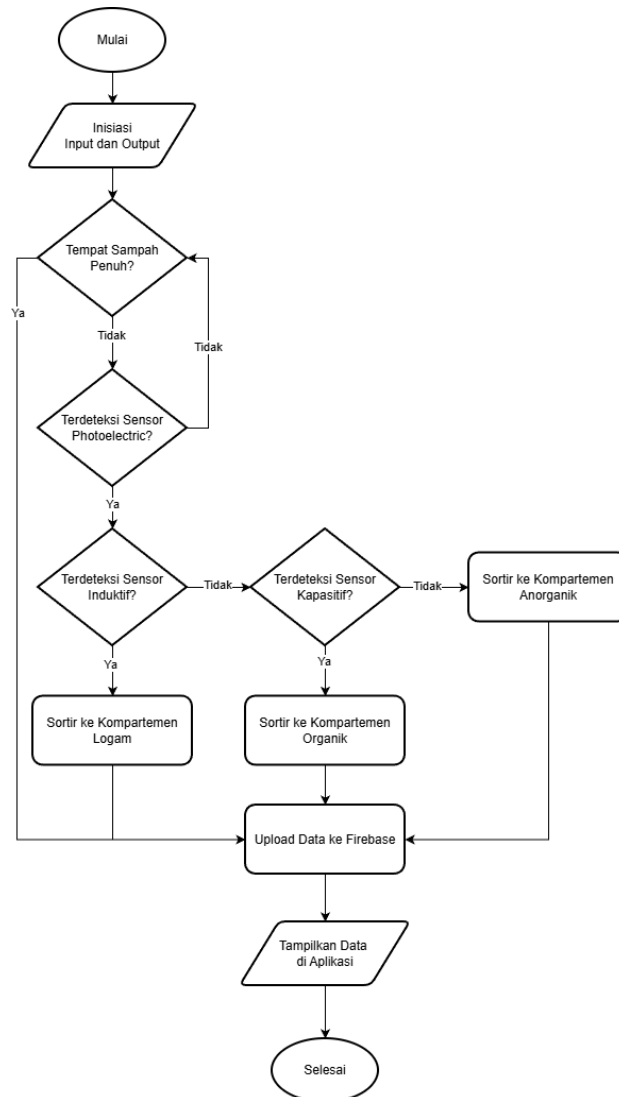 Mulai
Inisiasi
Input dan Output
Tempat Sampah
Penuh?
Ya
Tidak
Tidak
Terdeteksi Sensor
Photoelectric?
Ya
Terdeteksi Sensor
Induktif?
Tidak
Terdeteksi Sensor
Kapasitif?
Tidak
Sortir ke Kompartemen
Anorganik
Ya
Ya
Sortir ke Kompartemen
Logam
Sortir ke Kompartemen
Organik
Upload Data ke Firebase
Tampilkan Data
di Aplikasi
Selesai